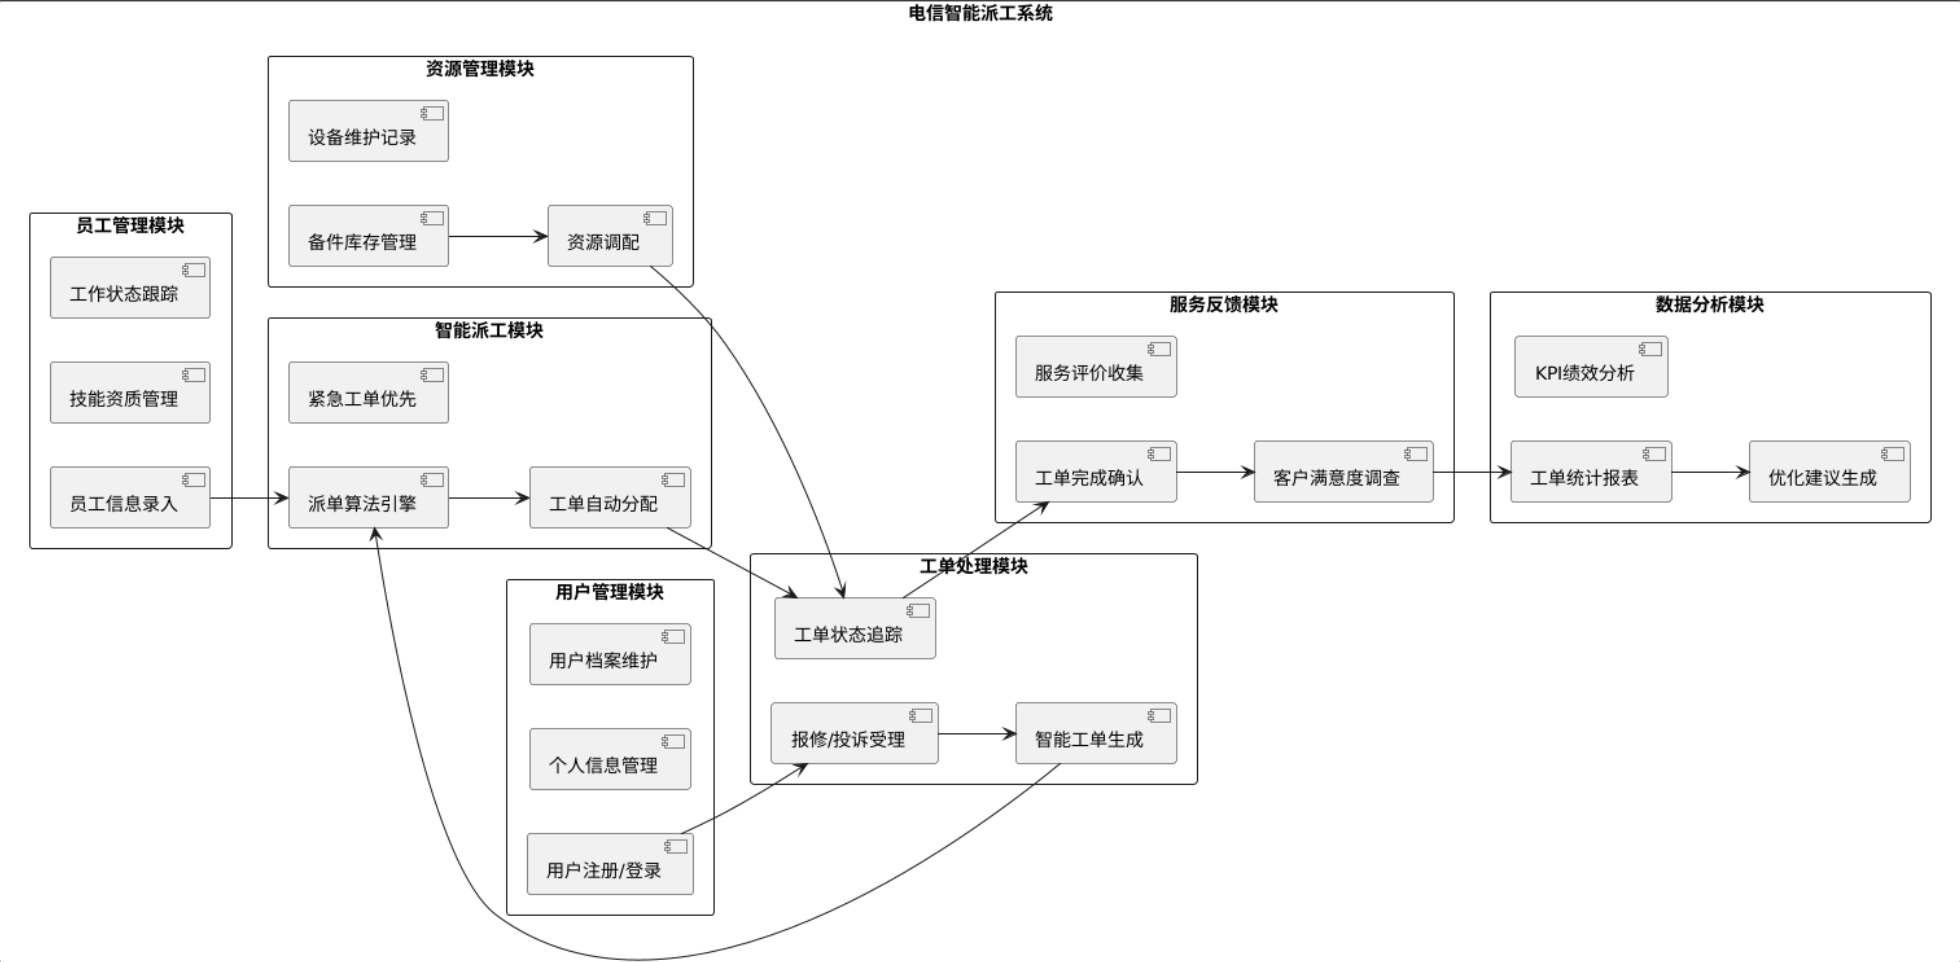 电信智能派工系统
资源管理模块
设备维护记录
备件库存管理
资源调配
员工管理模块
工作状态跟踪
技能资质管理
员工信息录入
智能派工模块
紧急工单优先
派单算法引擎
工单自动分配
用户管理模块
用户档案维护
个人信息管理
用户注册/登录
工单处理模块
工单状态追踪
报修/投诉受理
智能工单生成
服务反馈模块
服务评价收集
工单完成确认
客户满意度调查
数据分析模块
KPI绩效分析
工单统计报表
优化建议生成